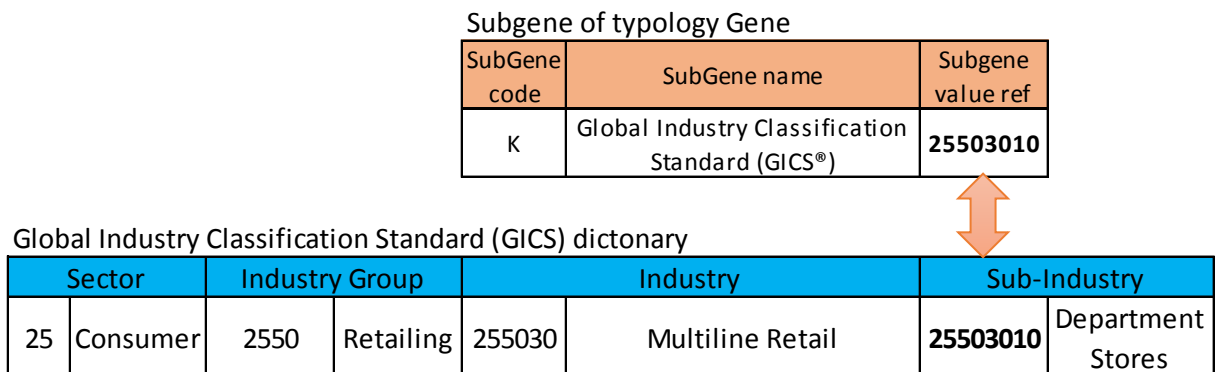 Subgene of typology Gene
SubGene code SubGene name Subgene value ref
K Global Industry Classification Standard (GICS®) 25503010
Global Industry Classification Standard (GICS) dictonary
Sector Industry Group Industry Sub-Industry
25 Consumer 2550 Retailing 255030 Multiline Retail 25503010 Department Stores